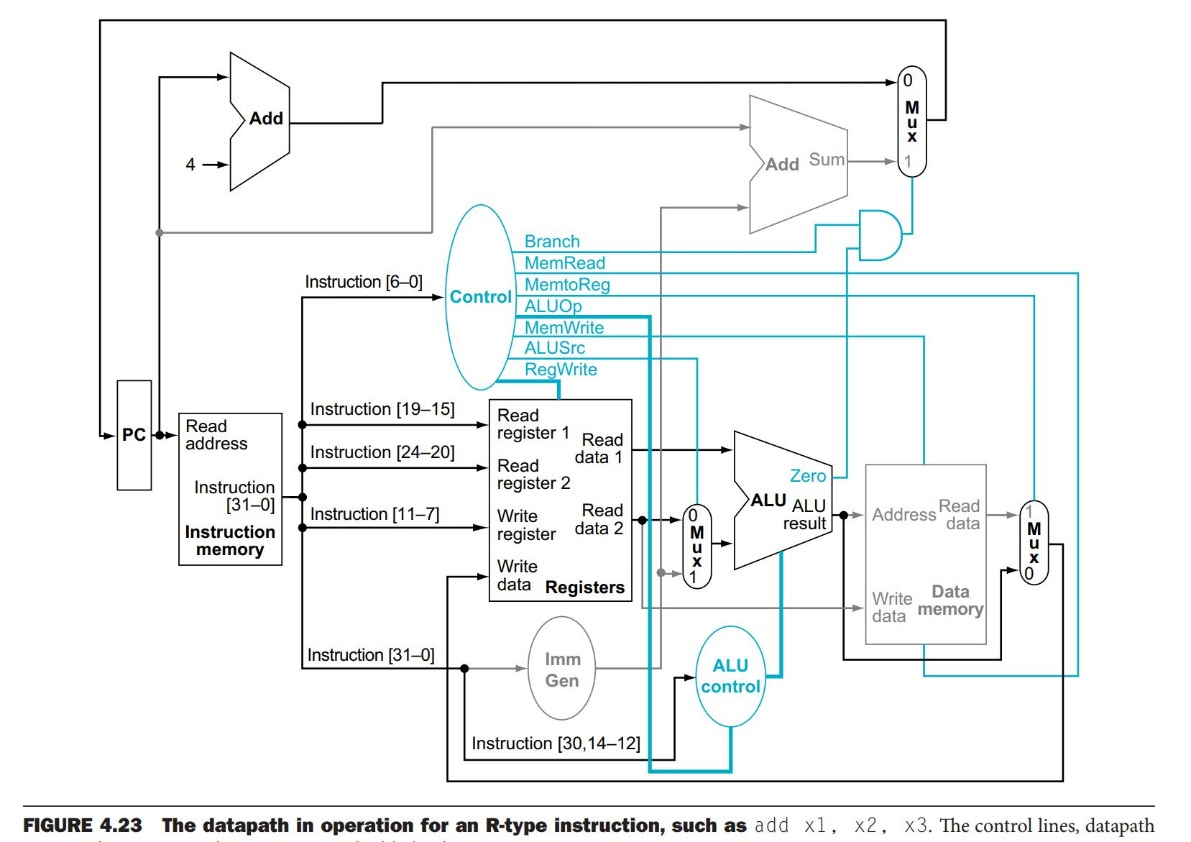 Add
4
Add Sum
0
M
u
x
1
Branch
MemRead
MemtoReg
ALUOp
MemWrite
ALUSrc
RegWrite
Control
Instruction [6–0]
Instruction [19–15]
Instruction [24–20]
Instruction [11–7]
Instruction [31–0]
Instruction [30,14–12]
PC
Read
address
Instruction
[31–0]
Instruction
memory
Read
register 1
Read
register 2
Write
register
Write
data
Read
data 1
Read
data 2
Registers
0
M
u
x
1
Zero
ALU
ALU
result
Address
Read
data
Write
data
Data
memory
1
M
u
x
0
Imm
Gen
ALU
control
FIGURE 4.23 The datapath in operation for an R-type instruction, such as add x1, x2, x3. The control lines, datapath